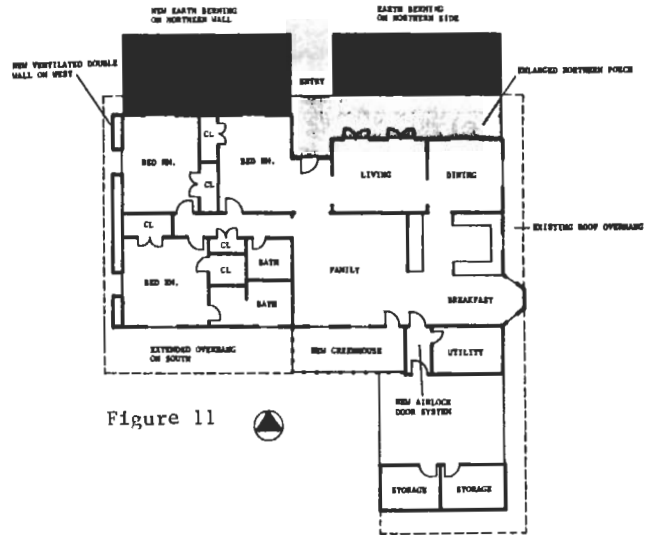 NEW EARTH BERMING
ON NORTHERN WALL
EARTH BERMING
ON NORTHERN SIDE
NEW VENTILATED DOUBLE
WALL ON WEST
ENTRY
ENLARGED NORTHERN PORCH
CL
BED RM.
BED RM.
CL
LIVING
DINING
CL
CL
CL
BATH
BED RM.
BATH
FAMILY
EXISTING ROOF OVERHANG
BREAKFAST
EXTENDED OVERHANG
ON SOUTH
NEW GREENHOUSE
UTILITY
NEW AIRLOCK
DOOR SYSTEM
Figure 11
STORAGE
STORAGE